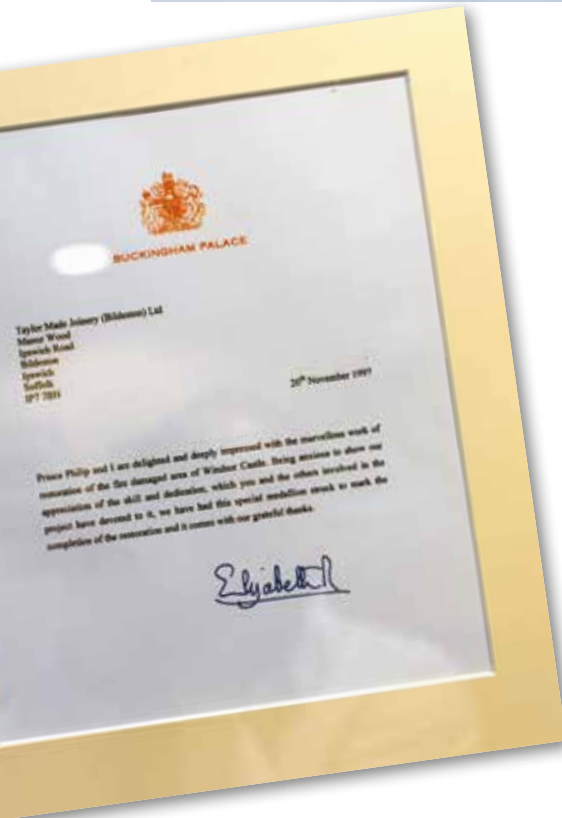 BUCKINGHAM PALACE
Taylor Made Joinery (Bildeston) Ltd
Manor Wood
Ipswich Road
Bildeston
Ipswich
Suffolk
IP7
20th November 1997
Prince Philip and I are delighted and deeply impressed with the marvellous work of
restoration of the fire damaged area of Windsor Castle. Being anxious to show our
appreciation of the skill and dedication, which you and the others involved in the
project have devoted to it, we have had this special medallion struck to mark the
completion of the restoration and it comes with our grateful thanks.
Elizabeth R